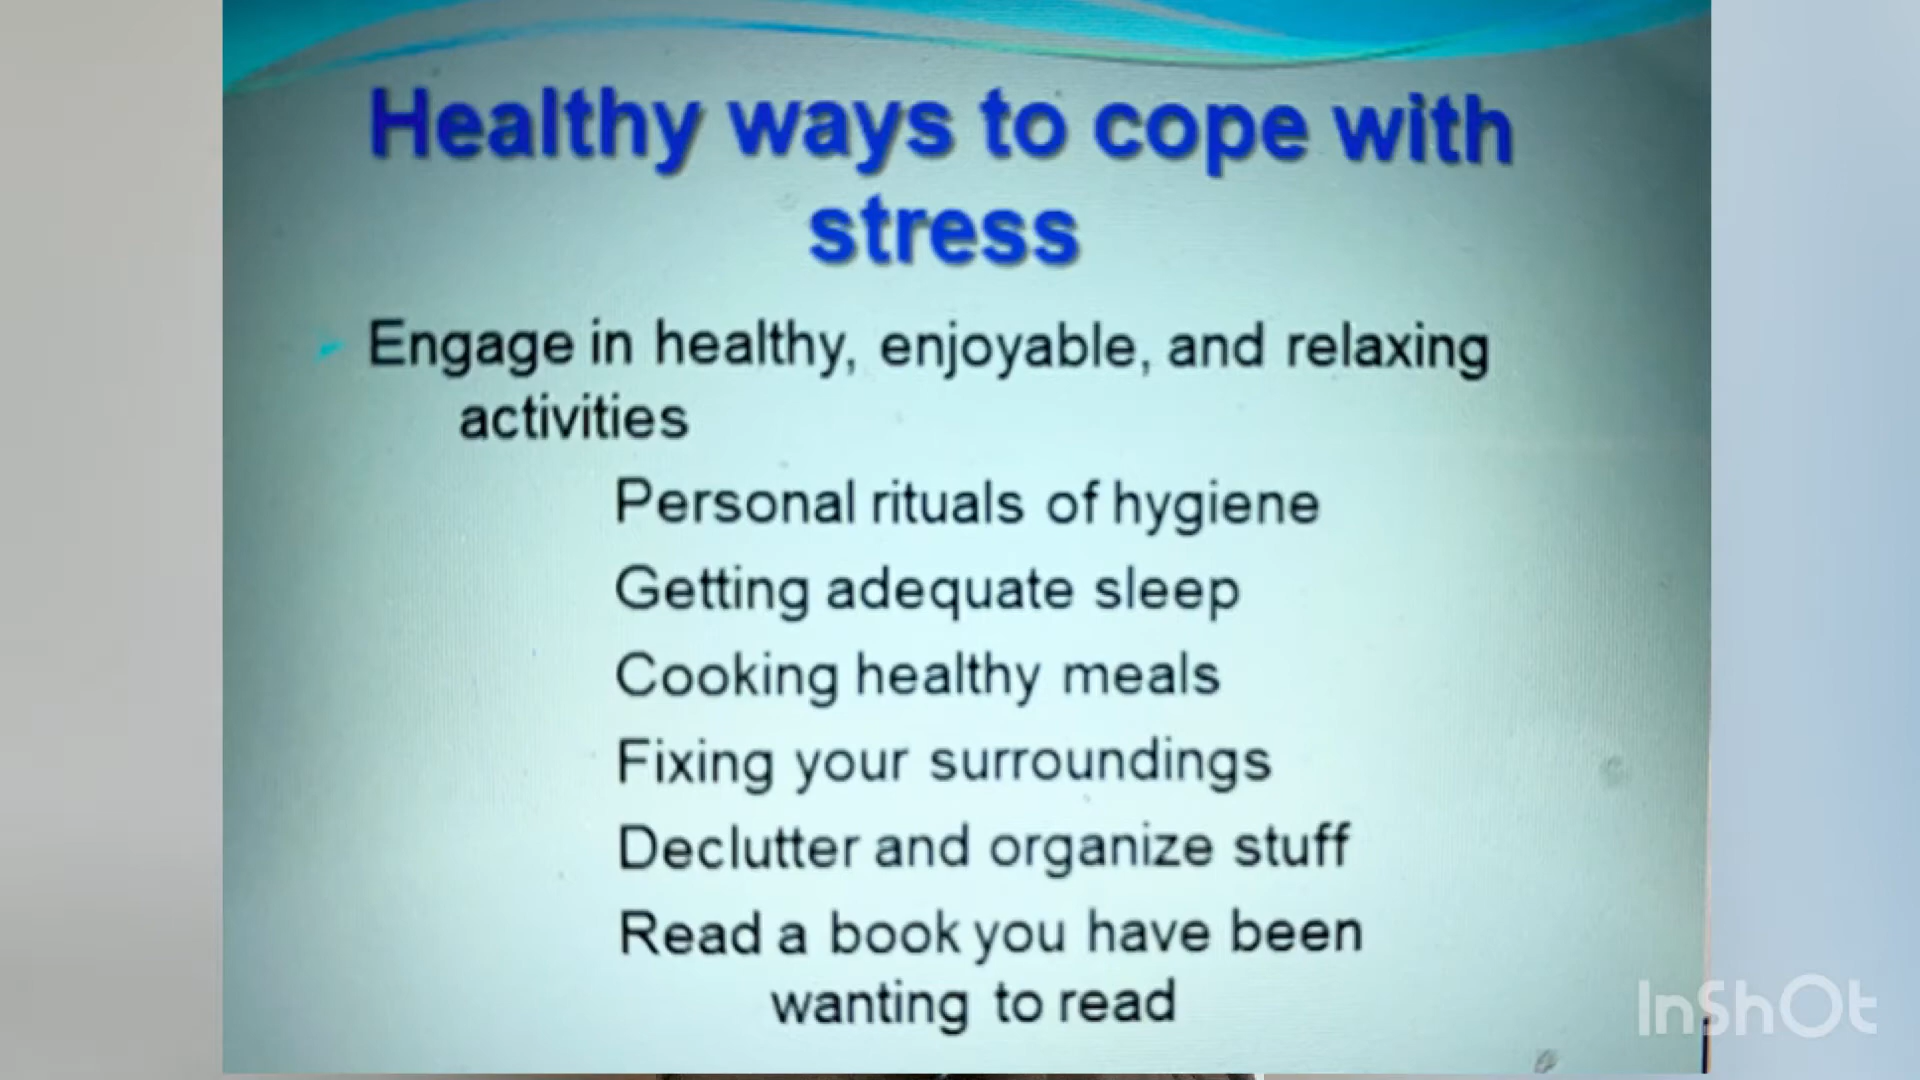 Healthy ways to cope with
stress
Engage in healthy, enjoyable, and relaxing
activities
Personal rituals of hygiene
Getting adequate sleep
Cooking healthy meals
Fixing your surroundings
Declutter and organize stuff
Read a book you have been
wanting to read
InShOt